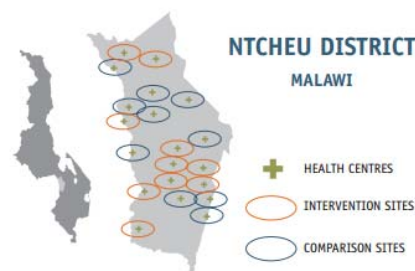 NTCHEU DISTRICT
MALAWI
HEALTH CENTRES
INTERVENTION SITES
COMPARISON SITES